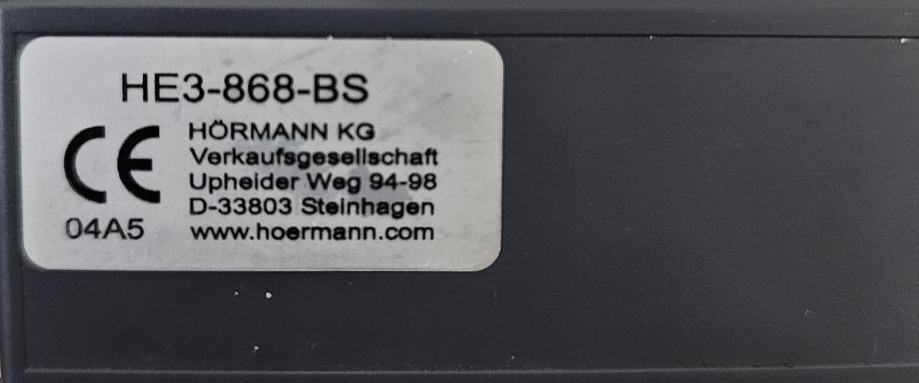 HE3-868-BS
CE
04A5
HÖRMANN KG
Verkaufsgesellschaft
Upheider Weg 94-98
D-33803 Steinhagen
www.hoermann.com